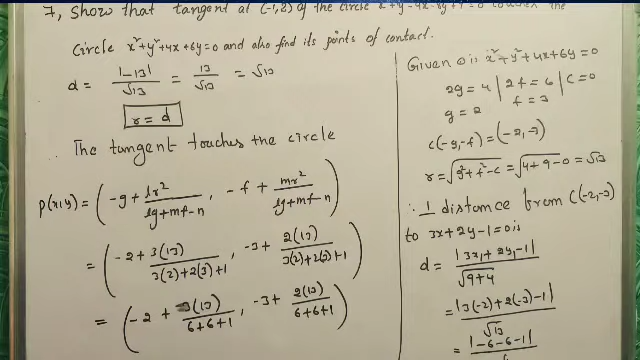 7, Show that tangent at (-1,2) of the circle x²+y²-4x-8y+7=0 touches the
Circle x²+y²+4x+6y=0 and also find its points of contact.
d = |-13|/√13 = 13/√13 = √13
r = d
The tangent touches the circle
P(x,y) = (-g + lr²/(lg+mf-n), -f + mr²/(lg+mf-n))
= (-2 + 3(13)/(3(2)+2(3)+1), -3 + 2(13)/(3(2)+2(3)+1))
= (-2 + 3(13)/(6+6+1), -3 + 2(13)/(6+6+1))
Given ⊙ is x²+y²+4x+6y=0
2g=4 | 2f=6 | c=0
g=2 f=3
C(-g,-f)=(-2,-3)
r=√(g²+f²-c)=√(4+9-0)=√13
∴ ⊥ distance from C(-2,-3)
to 3x+2y-1=0 is
d = |3x₁+2y₁-1|/√(9+4)
= |3(-2)+2(-3)-1|/√13
= |-6-6-1|